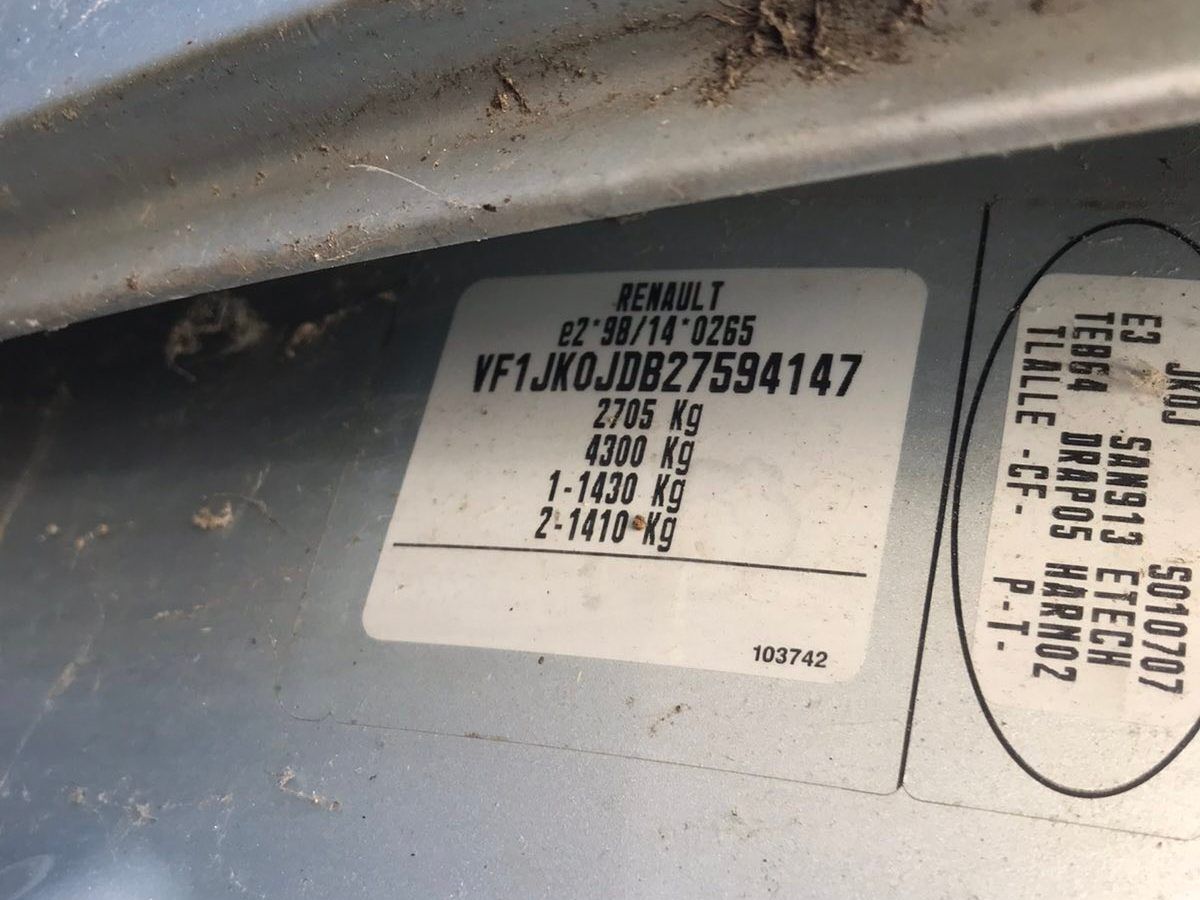 RENAULT
e2*98/14*0265
VF1JK0JDB27594147
2705 Kg
4300 Kg
1-1430 Kg
2-1410 Kg
103742
JK0J S010707
E3 SAN913 ETECH
TEB64 DRAP05 HARM02
TLALLE -CF- P-T-